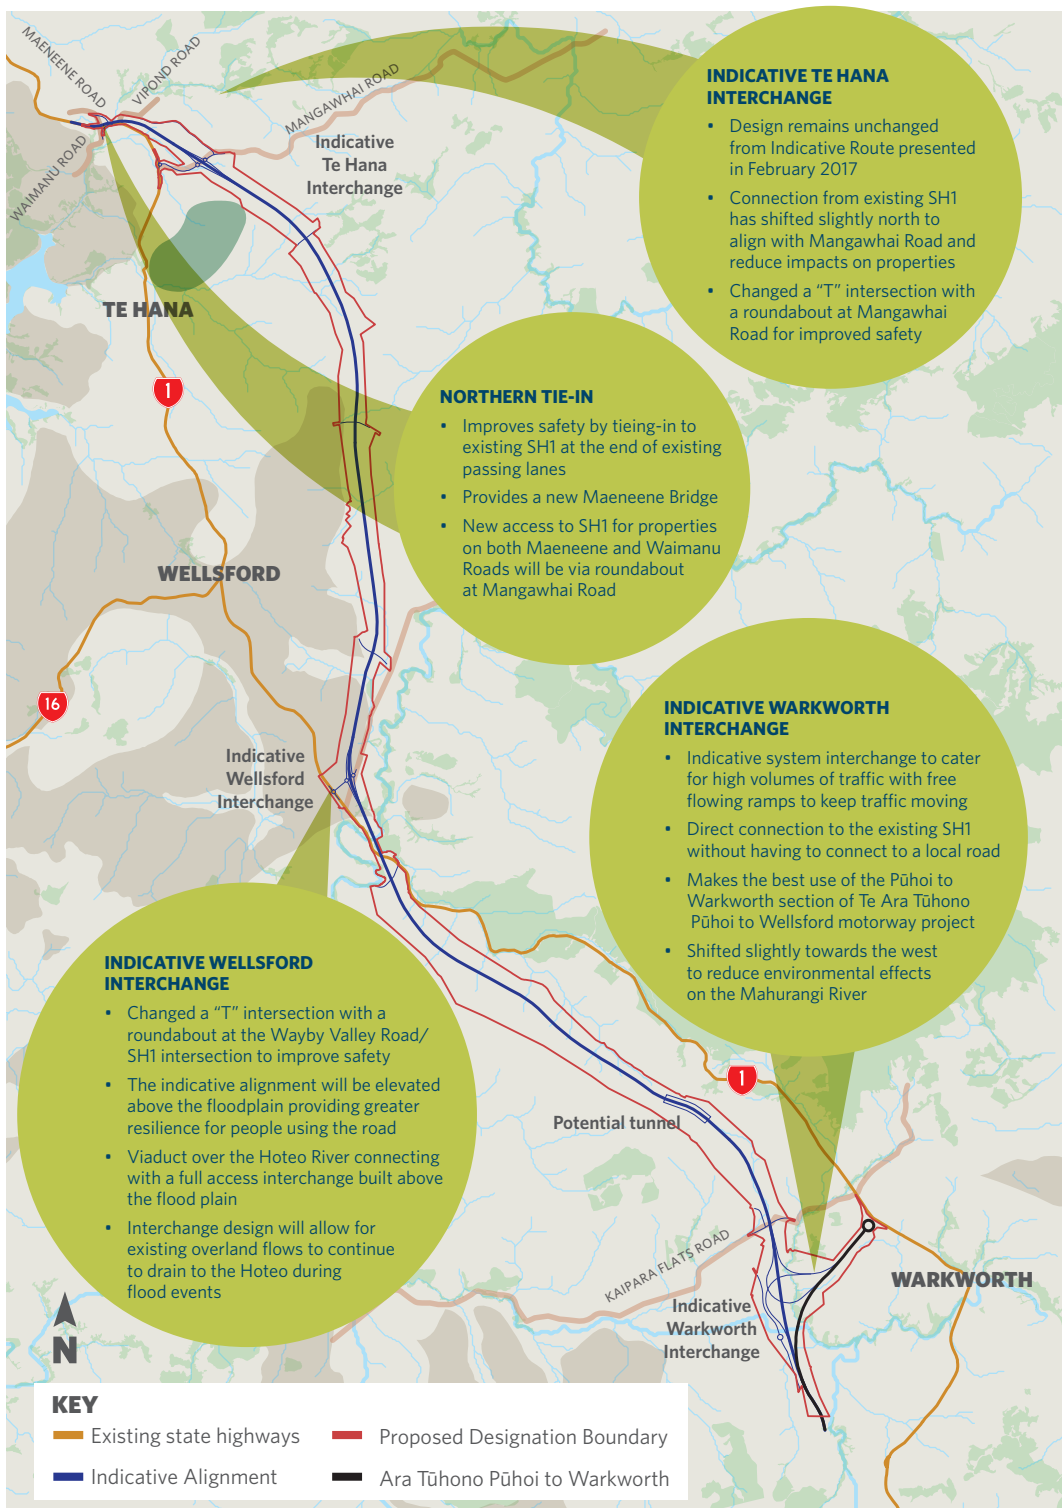 MAENEENE ROAD
VIPOND ROAD
MANGAWHAI ROAD
WAIMANU ROAD
Indicative
Te Hana
Interchange
TE HANA
INDICATIVE TE HANA
INTERCHANGE
• Design remains unchanged
from Indicative Route presented
in February 2017
• Connection from existing SH1
has shifted slightly north to
align with Mangawhai Road and
reduce impacts on properties
• Changed a “T” intersection with
a roundabout at Mangawhai
Road for improved safety
1
NORTHERN TIE-IN
• Improves safety by tieing-in to
existing SH1 at the end of existing
passing lanes
• Provides a new Maeneene Bridge
• New access to SH1 for properties
on both Maeneene and Waimanu
Roads will be via roundabout
at Mangawhai Road
WELLSFORD
16
Indicative
Wellsford
Interchange
INDICATIVE WARKWORTH
INTERCHANGE
• Indicative system interchange to cater
for high volumes of traffic with free
flowing ramps to keep traffic moving
• Direct connection to the existing SH1
without having to connect to a local road
• Makes the best use of the Pūhoi to
Warkworth section of Te Ara Tūhono
Pūhoi to Wellsford motorway project
• Shifted slightly towards the west
to reduce environmental effects
on the Mahurangi River
INDICATIVE WELLSFORD
INTERCHANGE
• Changed a “T” intersection with a
roundabout at the Wayby Valley Road/
SH1 intersection to improve safety
• The indicative alignment will be elevated
above the floodplain providing greater
resilience for people using the road
• Viaduct over the Hoteo River connecting
with a full access interchange built above
the flood plain
• Interchange design will allow for
existing overland flows to continue
to drain to the Hoteo during
flood events
1
Potential tunnel
KAIPARA FLATS ROAD
WARKWORTH
Indicative
Warkworth
Interchange
N
KEY
Existing state highways
Proposed Designation Boundary
Indicative Alignment
Ara Tūhono Pūhoi to Warkworth